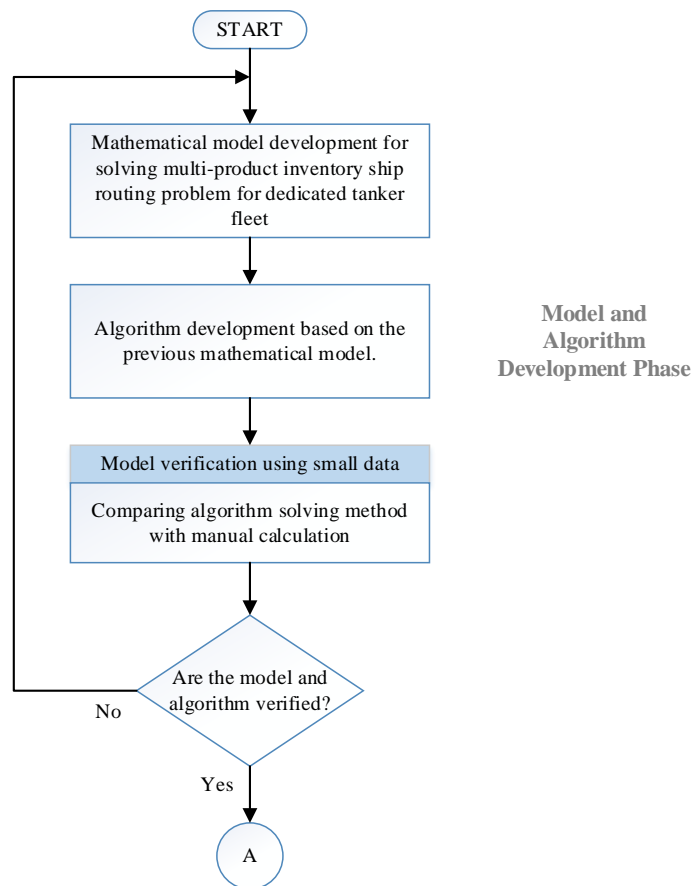 START
Mathematical model development for
solving multi-product inventory ship
routing problem for dedicated tanker
fleet
Algorithm development based on the
previous mathematical model.
Model and
Algorithm
Development Phase
Model verification using small data
Comparing algorithm solving method
with manual calculation
Are the model and
algorithm verified?
No
Yes
A